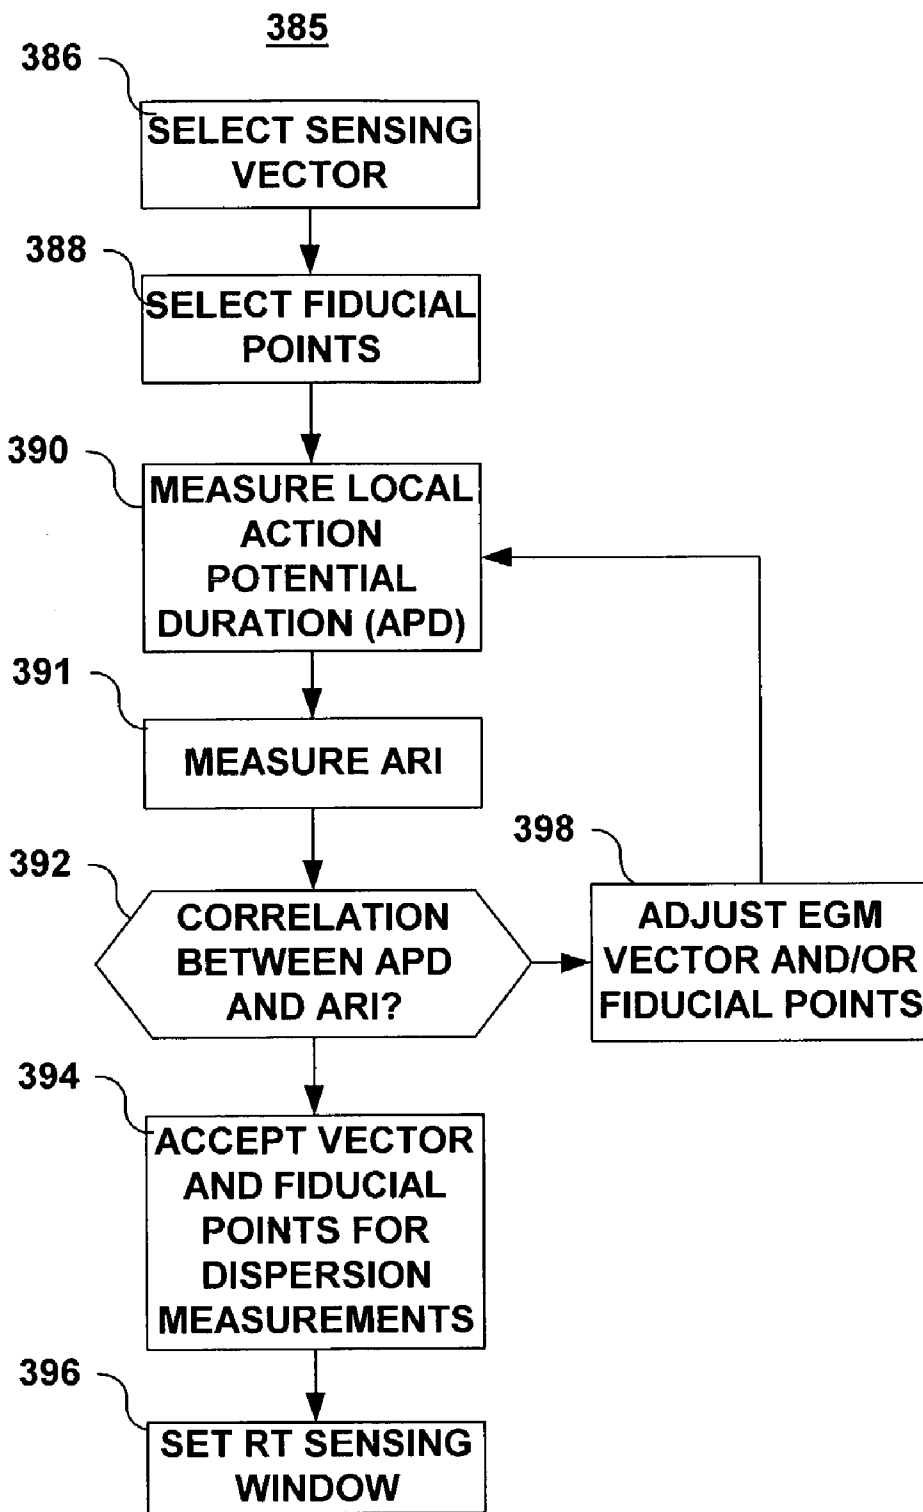 385
386
SELECT SENSING
VECTOR
388
SELECT FIDUCIAL
POINTS
390
MEASURE LOCAL
ACTION
POTENTIAL
DURATION (APD)
391
MEASURE ARI
392
CORRELATION
BETWEEN APD
AND ARI?
398
ADJUST EGM
VECTOR AND/OR
FIDUCIAL POINTS
394
ACCEPT VECTOR
AND FIDUCIAL
POINTS FOR
DISPERSION
MEASUREMENTS
396
SET RT SENSING
WINDOW